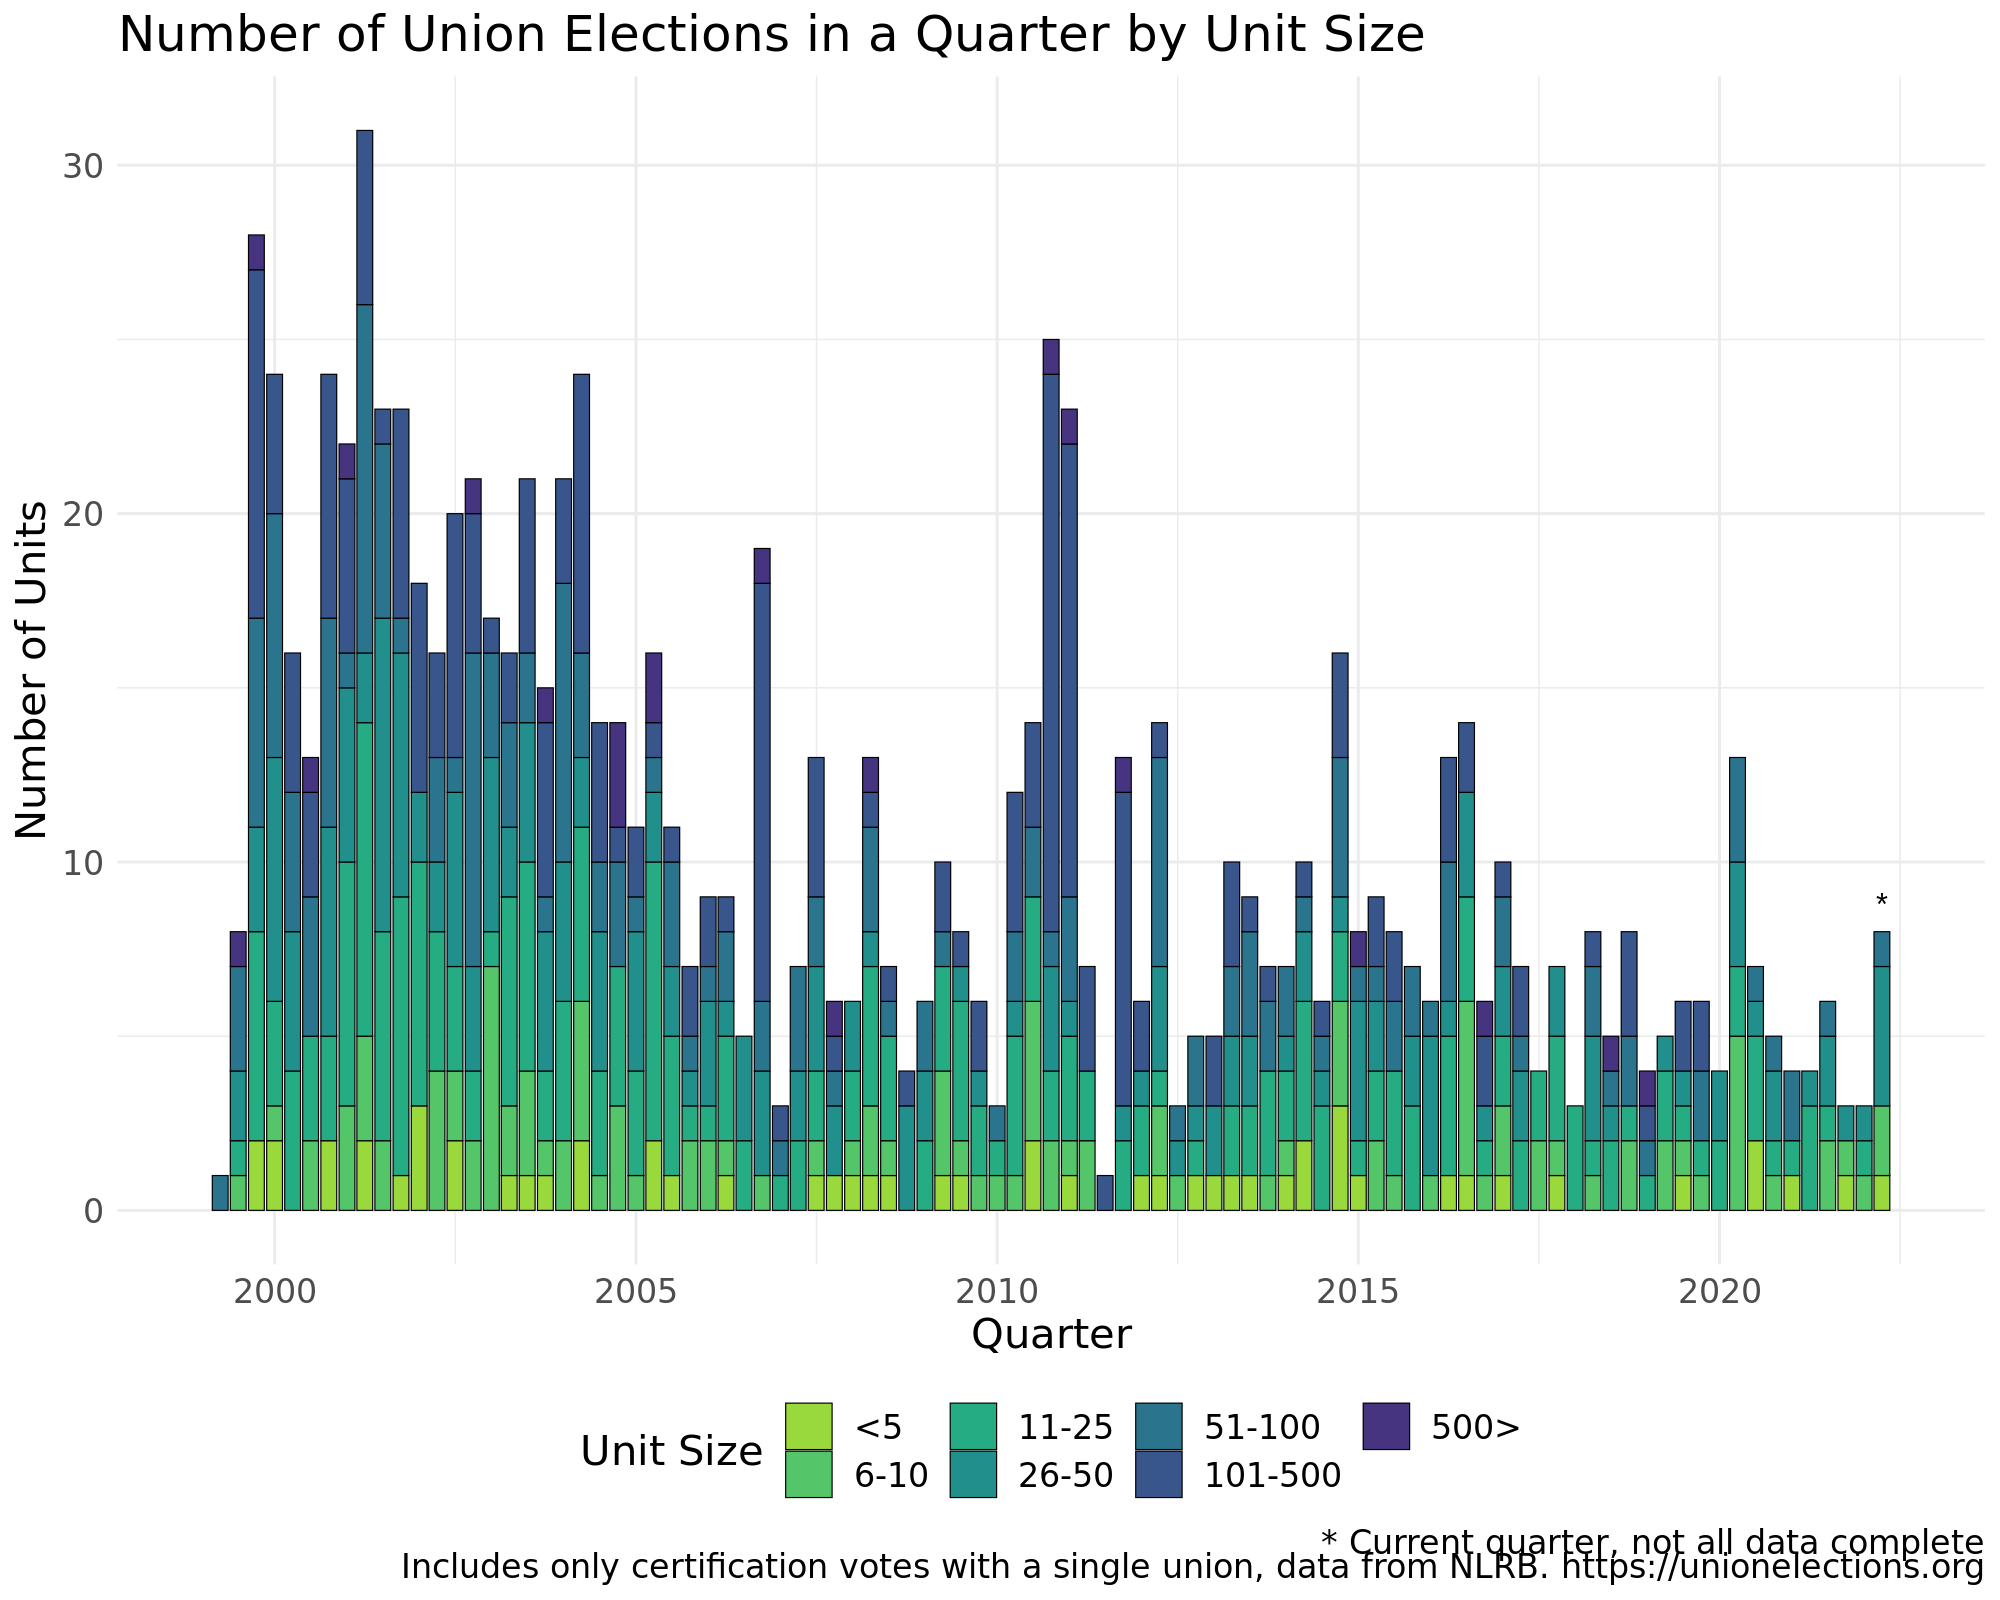 Number of Union Elections in a Quarter by Unit Size
Number of Units
30
20
10
0
*
2000 2005 2010 2015 2020
Quarter
Unit Size
<5 11-25 51-100 500>
6-10 26-50 101-500
* Current quarter, not all data complete
Includes only certification votes with a single union, data from NLRB. https://unionelections.org